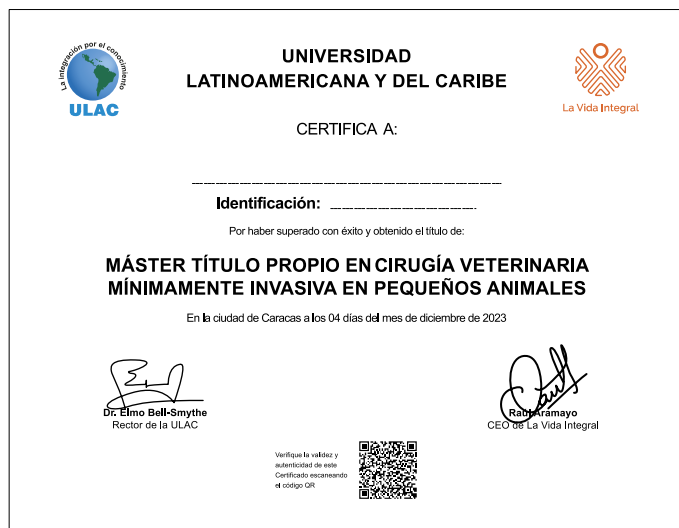 La integración por el conocimiento
ULAC
UNIVERSIDAD
LATINOAMERICANA Y DEL CARIBE
La Vida Integral
CERTIFICA A:
Identificación:
Por haber superado con éxito y obtenido el título de:
MÁSTER TÍTULO PROPIO EN CIRUGÍA VETERINARIA
MÍNIMAMENTE INVASIVA EN PEQUEÑOS ANIMALES
En la ciudad de Caracas a los 04 días del mes de diciembre de 2023
Dr. Elmo Bell-Smythe
Rector de la ULAC
Raúl Aramayo
CEO de La Vida Integral
Verifique la validez y
autenticidad de este
Certificado escaneando
el código QR